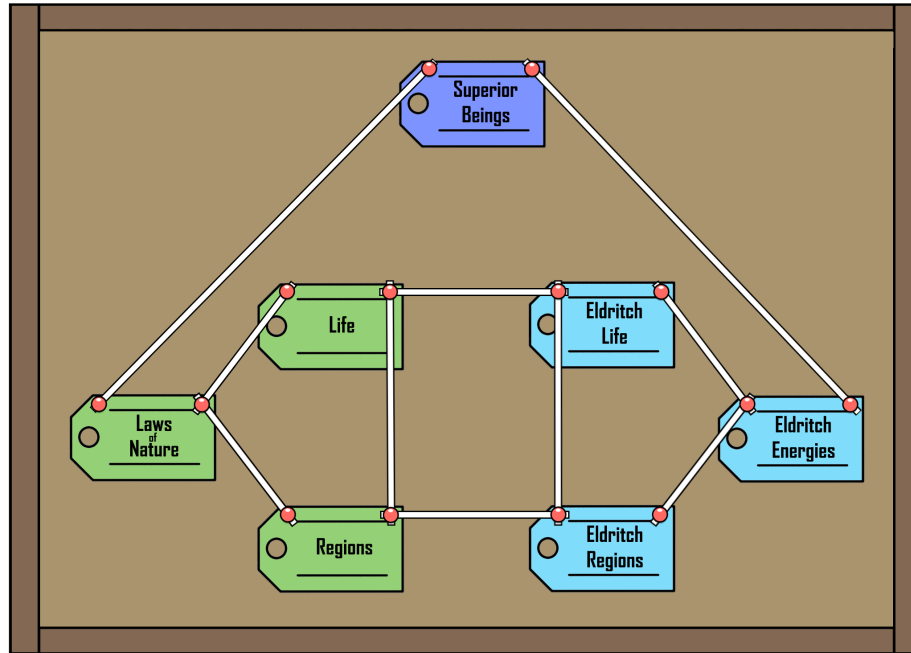 Superior
Beings
Life
Eldritch
Life
Laws
of
Nature
Eldritch
Energies
Regions
Eldritch
Regions